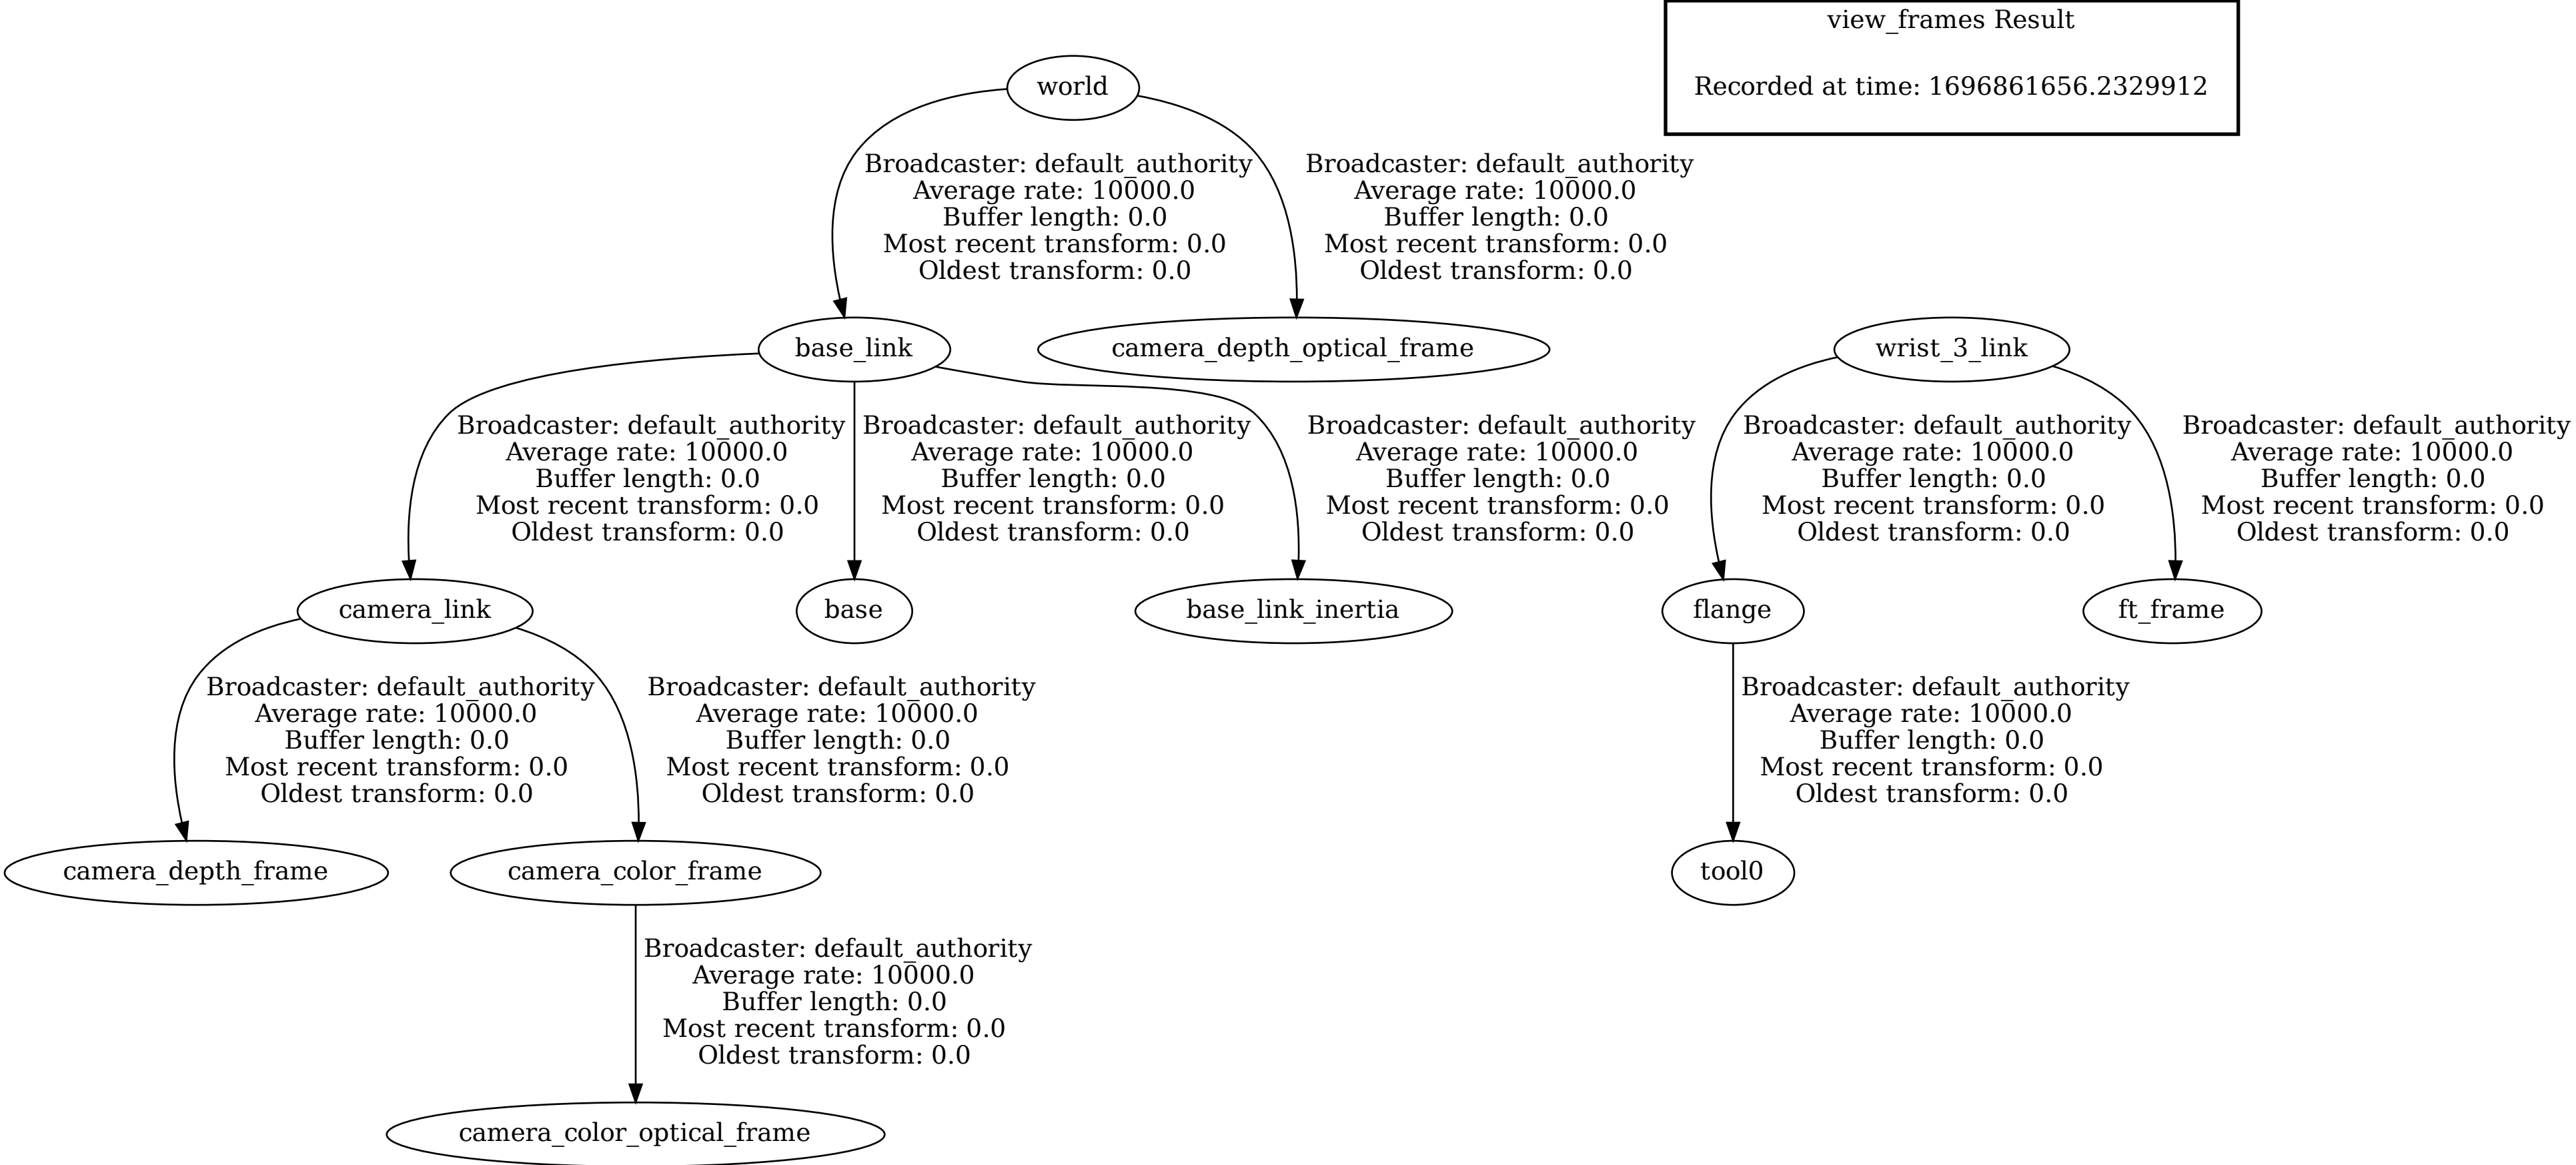 view_frames Result
Recorded at time: 1696861656.2329912
world
Broadcaster: default_authority
Average rate: 10000.0
Buffer length: 0.0
Most recent transform: 0.0
Oldest transform: 0.0
Broadcaster: default_authority
Average rate: 10000.0
Buffer length: 0.0
Most recent transform: 0.0
Oldest transform: 0.0
base_link
camera_depth_optical_frame
wrist_3_link
Broadcaster: default_authority
Average rate: 10000.0
Buffer length: 0.0
Most recent transform: 0.0
Oldest transform: 0.0
Broadcaster: default_authority
Average rate: 10000.0
Buffer length: 0.0
Most recent transform: 0.0
Oldest transform: 0.0
Broadcaster: default_authority
Average rate: 10000.0
Buffer length: 0.0
Most recent transform: 0.0
Oldest transform: 0.0
Broadcaster: default_authority
Average rate: 10000.0
Buffer length: 0.0
Most recent transform: 0.0
Oldest transform: 0.0
Broadcaster: default_authority
Average rate: 10000.0
Buffer length: 0.0
Most recent transform: 0.0
Oldest transform: 0.0
camera_link
base
base_link_inertia
flange
ft_frame
Broadcaster: default_authority
Average rate: 10000.0
Buffer length: 0.0
Most recent transform: 0.0
Oldest transform: 0.0
Broadcaster: default_authority
Average rate: 10000.0
Buffer length: 0.0
Most recent transform: 0.0
Oldest transform: 0.0
Broadcaster: default_authority
Average rate: 10000.0
Buffer length: 0.0
Most recent transform: 0.0
Oldest transform: 0.0
camera_depth_frame
camera_color_frame
tool0
Broadcaster: default_authority
Average rate: 10000.0
Buffer length: 0.0
Most recent transform: 0.0
Oldest transform: 0.0
camera_color_optical_frame